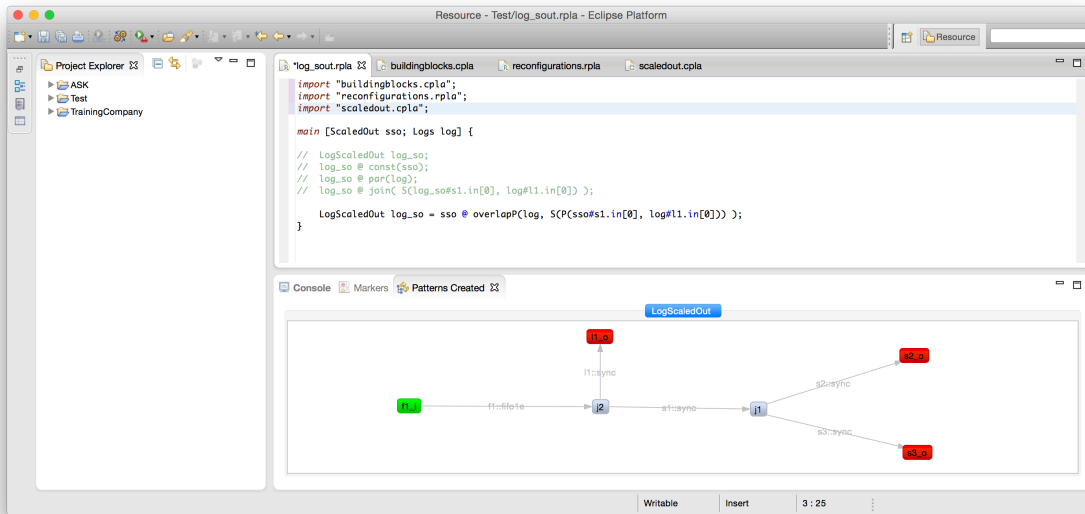 Resource - Test/log_sout.rpla - Eclipse Platform
Resource
Project Explorer
ASK
Test
TrainingCompany
*log_sout.rpla
buildingblocks.cpla
reconfigurations.rpla
scaledout.cpla
import "buildingblocks.cpla";
import "reconfigurations.rpla";
import "scaledout.cpla";
main [ScaledOut sso; Logs log] {
// LogScaledOut log_so;
// log_so @ const(sso);
// log_so @ par(log);
// log_so @ join( S(log_so#s1.in[0], log#l1.in[0]) );
LogScaledOut log_so = sso @ overlapP(log, S(P(sso#s1.in[0], log#l1.in[0])) );
}
Console
Markers
Patterns Created
LogScaledOut
l1_o
s2_o
l1::sync
s2::sync
f1_i
f1::fifo1e
j2
s1::sync
j1
s3::sync
s3_o
Writable
Insert
3 : 25